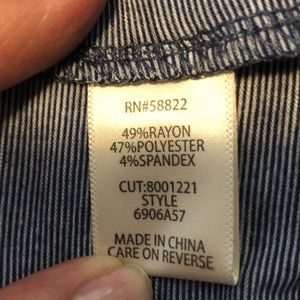 RN#58822
49%RAYON
47%POLYESTER
4%SPANDEX
CUT:8001221
STYLE
6906A57
MADE IN CHINA
CARE ON REVERSE